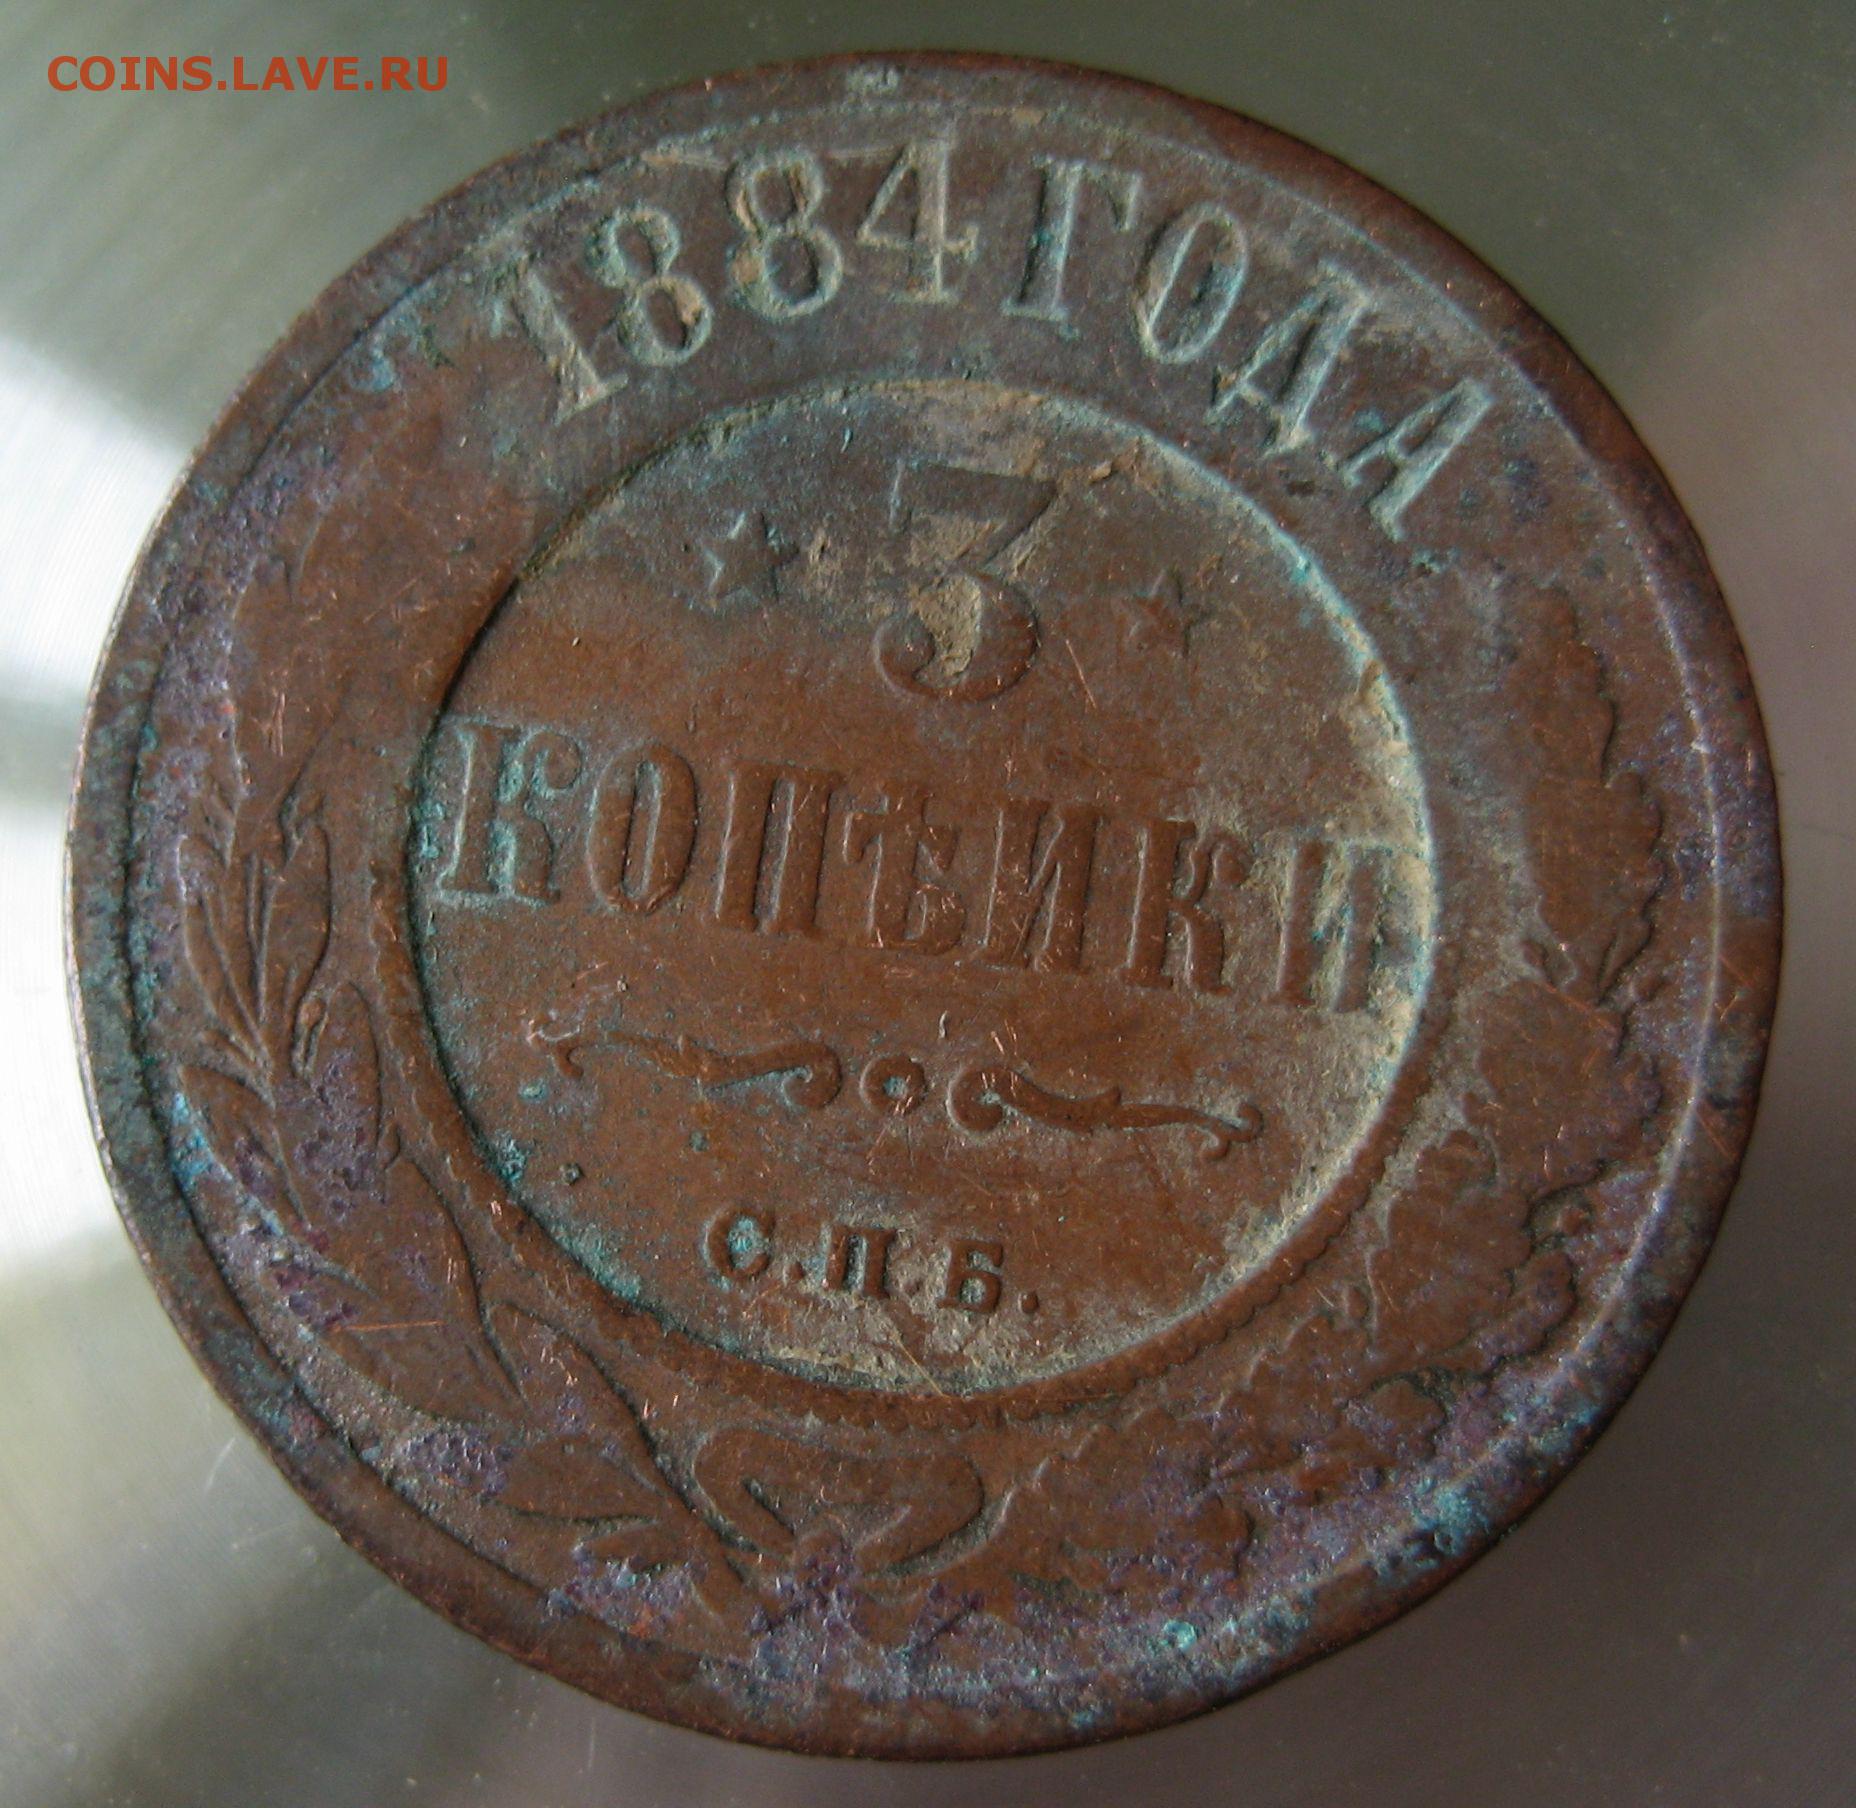 COINS.LAVE.RU
1884 ГОДА
3
КОПѢЙКИ
С.П.Б.